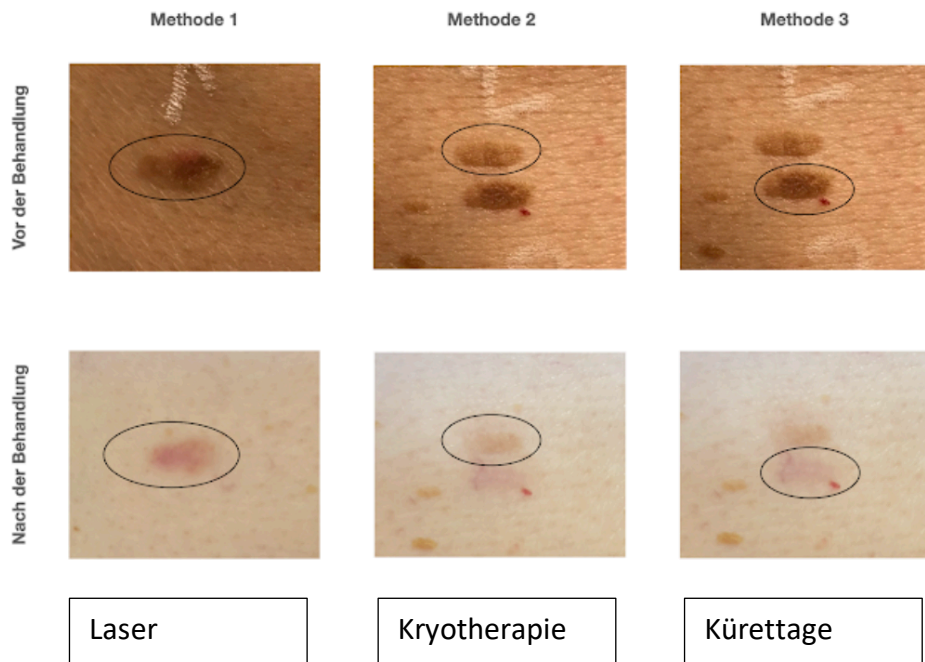 Methode 1
Methode 2
Methode 3
Vor der Behandlung
Nach der Behandlung
Laser
Kryotherapie
Kürettage